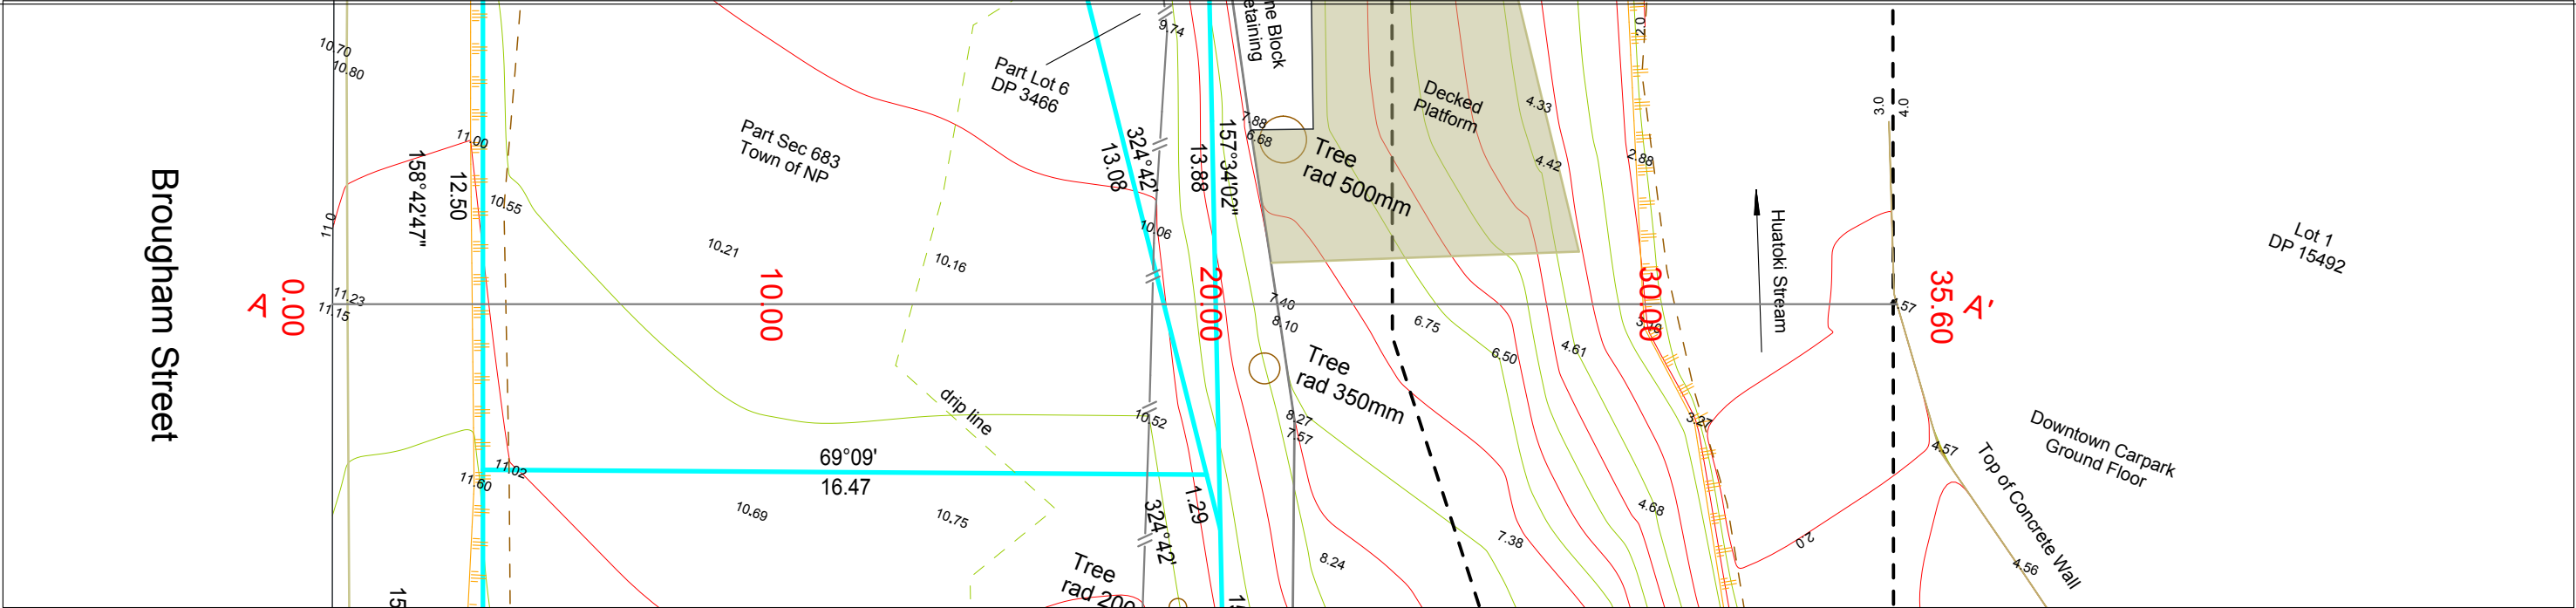 Brougham Street
10.70
10.80
11.0
11.00
158°42'47"
12.50
10.55
A
0.00
11.23
11.15
11.60
11.02
15
Part Sec 683
Town of NP
10.21
10.00
10.16
Part Lot 6
DP 3466
9.74
324°42'
13.08
13.88
157°34'02"
10.06
20.00
drip line
10.52
69°09'
16.47
10.69
10.75
1.29
324°42'
Tree
rad 200
15
Block
7.88
6.68
Tree
rad 500mm
7.40
8.10
Tree
rad 350mm
8.27
7.57
8.24
Decked
Platform
4.33
4.42
6.75
6.50
4.61
7.38
4.68
2.0
2.88
30.00
3.27
Huatoki Stream
3.0
4.0
4.57
35.60
A'
2.0
4.57
Top of Concrete Wall
4.56
Lot 1
DP 15492
Downtown Carpark
Ground Floor